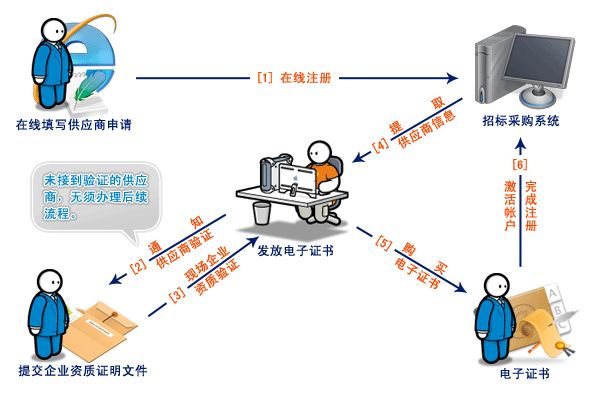 [1] 在线注册
在线填写供应商申请
招标采购系统
[4] 提 取
供应商信息
未接到验证的供应
商，无须办理后续
流程。
发放电子证书
[2] 通 知
供应商验证
[3] 现场企业
资质验证
[5] 购 买
电子证书
[6]
完成注册
激活帐户
提交企业资质证明文件
A
B
C
电子证书